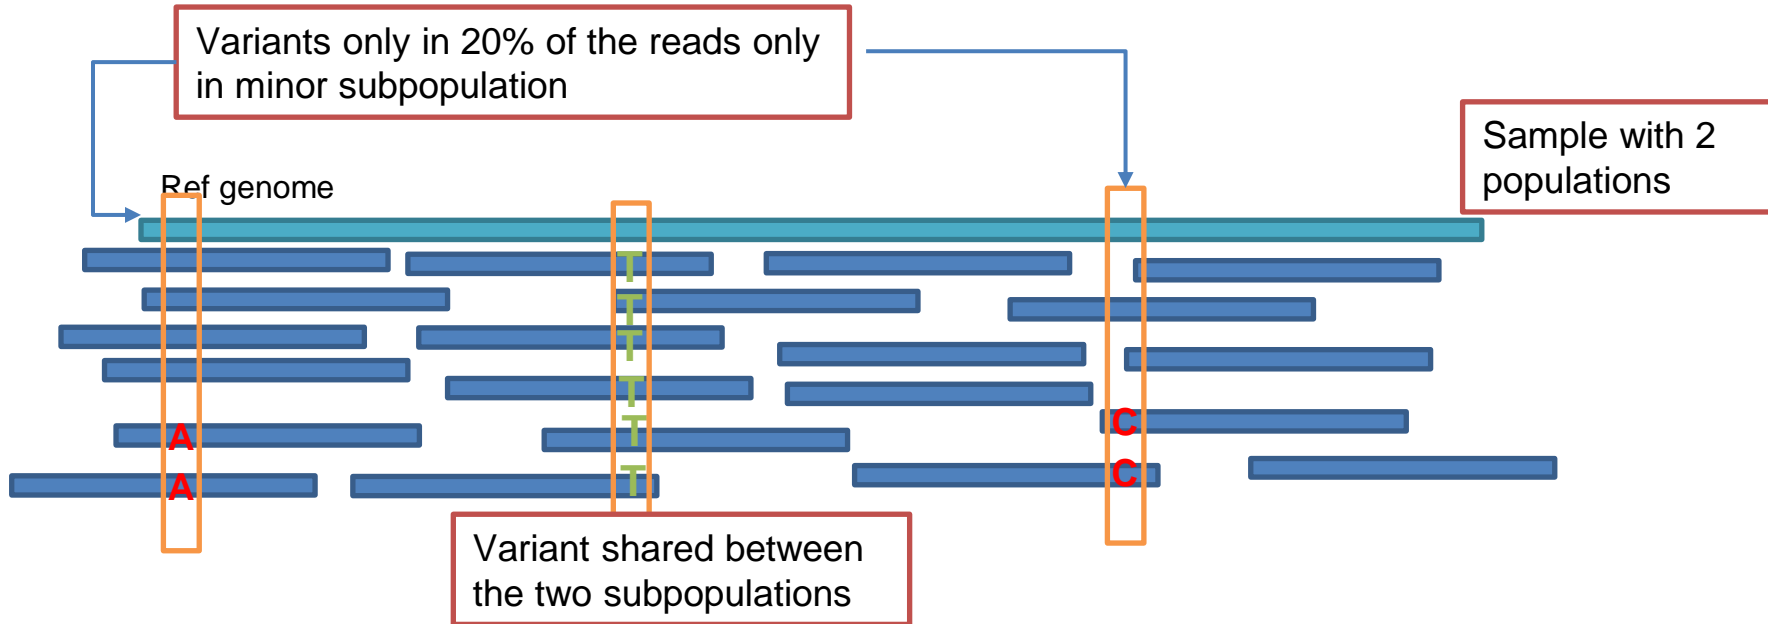 Variants only in 20% of the reads only
in minor subpopulation
Sample with 2
populations
Ref genome
T
T
T
T
T
T
A
A
C
C
Variant shared between
the two subpopulations